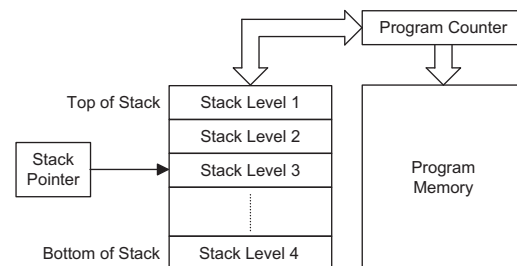 Program Counter
Top of Stack
Stack Level 1
Stack Level 2
Stack
Pointer
Stack Level 3
Program
Memory
Bottom of Stack
Stack Level 4